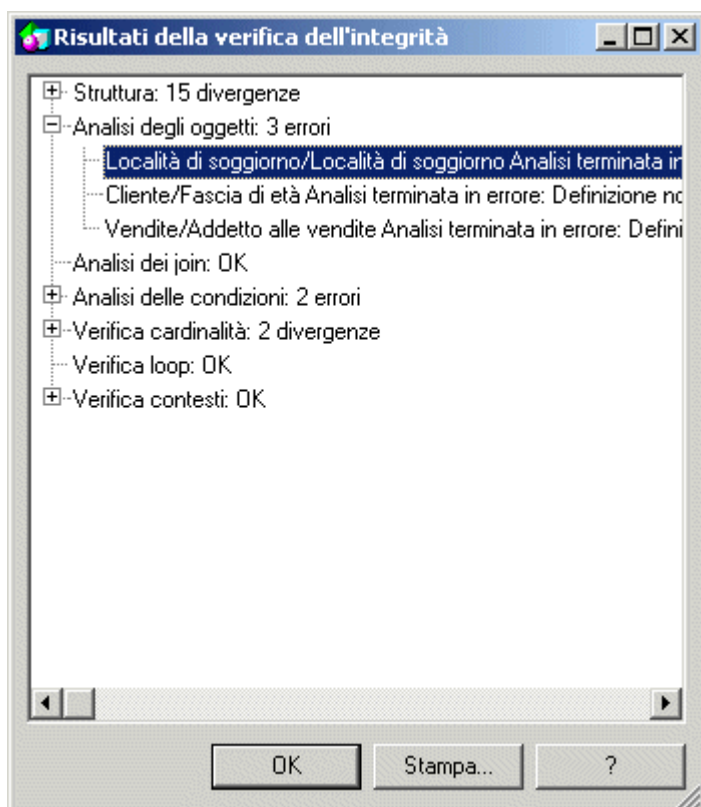 Risultati della verifica dell'integrità
Struttura: 15 divergenze
Analisi degli oggetti: 3 errori
Località di soggiorno/Località di soggiorno Analisi terminata in
Cliente/Fascia di età Analisi terminata in errore: Definizione no
Vendite/Addetto alle vendite Analisi terminata in errore: Defini
Analisi dei join: OK
Analisi delle condizioni: 2 errori
Verifica cardinalità: 2 divergenze
Verifica loop: OK
Verifica contesti: OK
OK
Stampa...
?